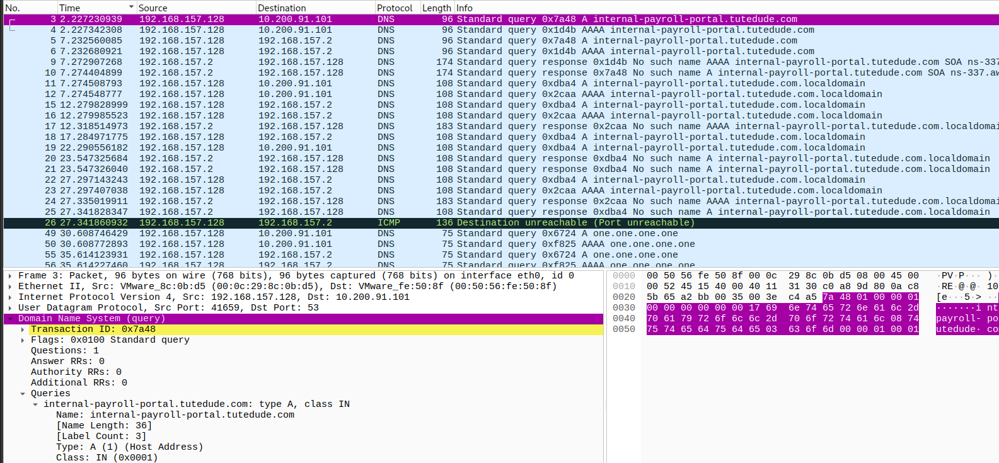 No. Time Source Destination Protocol Length Info
3 2.227230939 192.168.157.128 10.200.91.101 DNS 96 Standard query 0x7a48 A internal-payroll-portal.tutedude.com
4 2.227342308 192.168.157.128 10.200.91.101 DNS 96 Standard query 0x1d4b AAAA internal-payroll-portal.tutedude.com
5 7.232560085 192.168.157.128 192.168.157.2 DNS 96 Standard query 0x7a48 A internal-payroll-portal.tutedude.com
6 7.232680921 192.168.157.128 192.168.157.2 DNS 96 Standard query 0x1d4b AAAA internal-payroll-portal.tutedude.com
9 7.272907268 192.168.157.2 192.168.157.128 DNS 174 Standard query response 0x1d4b No such name AAAA internal-payroll-portal.tutedude.com SOA ns-337
10 7.274404899 192.168.157.2 192.168.157.128 DNS 174 Standard query response 0x7a48 No such name A internal-payroll-portal.tutedude.com SOA ns-337.aw
11 7.274508793 192.168.157.128 10.200.91.101 DNS 108 Standard query 0xdba4 A internal-payroll-portal.tutedude.com.localdomain
12 7.274548777 192.168.157.128 10.200.91.101 DNS 108 Standard query 0x2caa AAAA internal-payroll-portal.tutedude.com.localdomain
15 12.279828999 192.168.157.128 192.168.157.2 DNS 108 Standard query 0xdba4 A internal-payroll-portal.tutedude.com.localdomain
16 12.279985523 192.168.157.128 192.168.157.2 DNS 108 Standard query 0x2caa AAAA internal-payroll-portal.tutedude.com.localdomain
17 12.318514973 192.168.157.2 192.168.157.128 DNS 183 Standard query response 0x2caa No such name AAAA internal-payroll-portal.tutedude.com.localdomai
18 17.284971775 192.168.157.128 192.168.157.2 DNS 108 Standard query 0xdba4 A internal-payroll-portal.tutedude.com.localdomain
19 22.290556182 192.168.157.128 10.200.91.101 DNS 108 Standard query 0xdba4 A internal-payroll-portal.tutedude.com.localdomain
20 23.547325684 192.168.157.2 192.168.157.128 DNS 108 Standard query response 0xdba4 No such name A internal-payroll-portal.tutedude.com.localdomain
21 23.547326040 192.168.157.2 192.168.157.128 DNS 108 Standard query response 0xdba4 No such name A internal-payroll-portal.tutedude.com.localdomain
22 27.297143243 192.168.157.128 192.168.157.2 DNS 108 Standard query 0xdba4 A internal-payroll-portal.tutedude.com.localdomain
23 27.297407038 192.168.157.128 192.168.157.2 DNS 108 Standard query 0x2caa AAAA internal-payroll-portal.tutedude.com.localdomain
24 27.335019911 192.168.157.2 192.168.157.128 DNS 183 Standard query response 0x2caa No such name AAAA internal-payroll-portal.tutedude.com.localdomai
25 27.341828347 192.168.157.2 192.168.157.128 DNS 108 Standard query response 0xdba4 No such name A internal-payroll-portal.tutedude.com.localdomain
26 27.341860932 192.168.157.128 192.168.157.2 ICMP 136 Destination unreachable (Port unreachable)
49 30.608746429 192.168.157.128 10.200.91.101 DNS 75 Standard query 0x6724 A one.one.one.one
50 30.608772893 192.168.157.128 10.200.91.101 DNS 75 Standard query 0xf825 AAAA one.one.one.one
55 35.614123931 192.168.157.128 192.168.157.2 DNS 75 Standard query 0x6724 A one.one.one.one
56 35.614227460 192.168.157.128 192.168.157.2 DNS 75 Standard query 0xf825 AAAA one.one.one.one
Frame 3: Packet, 96 bytes on wire (768 bits), 96 bytes captured (768 bits) on interface eth0, id 0
Ethernet II, Src: VMware_8c:0b:d5 (00:0c:29:8c:0b:d5), Dst: VMware_fe:50:8f (00:50:56:fe:50:8f)
Internet Protocol Version 4, Src: 192.168.157.128, Dst: 10.200.91.101
User Datagram Protocol, Src Port: 41659, Dst Port: 53
Domain Name System (query)
Transaction ID: 0x7a48
Flags: 0x0100 Standard query
Questions: 1
Answer RRs: 0
Authority RRs: 0
Additional RRs: 0
Queries
internal-payroll-portal.tutedude.com: type A, class IN
Name: internal-payroll-portal.tutedude.com
[Name Length: 36]
[Label Count: 3]
Type: A (1) (Host Address)
Class: IN (0x0001)
0000 00 50 56 fe 50 8f 00 0c 29 8c 0b d5 08 00 45 00 ·PV·P··· )·
0010 00 52 45 15 40 00 40 11 31 30 c0 a8 9d 80 0a c8 ·RE·@·@· 10
0020 5b 65 a2 bb 00 35 00 3e c4 a5 7a 48 01 00 00 01 [e···5·> ··
0030 00 00 00 00 00 00 17 69 6e 74 65 72 6e 61 6c 2d ·······i nt
0040 70 61 79 72 6f 6c 6c 2d 70 6f 72 74 61 6c 08 74 payroll- po
0050 75 74 65 64 75 64 65 03 63 6f 6d 00 00 01 00 01 utedude· co